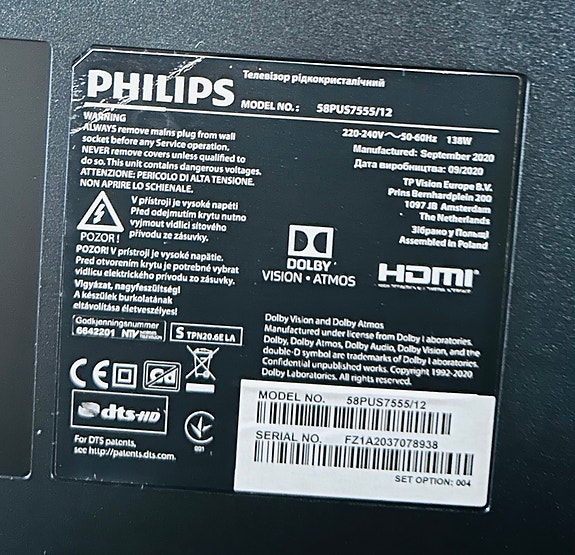 PHILIPS
Телевізор рідкокристалічний
MODEL NO.: 58PUS7555/12
WARNING
ALWAYS remove mains plug from wall
socket before any Service operation.
NEVER remove covers unless qualified to
do so. This unit contains dangerous voltages.
ATTENZIONE: PERICOLO DI ALTA TENSIONE.
NON APRIRE LO SCHIENALE.
220-240V~50-60Hz 138W
Manufactured: September 2020
Дата виробництва: 09/2020
TP Vision Europe B.V.
Prins Bernhardplein 200
1097 JB Amsterdam
The Netherlands
Зібрано у Польщі
Assembled in Poland
V přístroji je vysoké napětí
Před odejmutím krytu nutno
vyjmout vidlici síťového
přívodu ze zásuvky.
POZOR!
POZOR! V prístroji je vysoké napätie.
Pred otvorením krytu je potrebné vybrat
vidlicu elektrického prívodu zo zásuvky.
Vigyázat, nagyfeszültség!
A készülek burkolatának
eltávolítása életveszélyes!
DOLBY
VISION·ATMOS
HDMI
Godkjenningsnummer
6642201 NTV
S TPN20.6E LA
Dolby Vision and Dolby Atmos
Manufactured under license from Dolby Laboratories.
Dolby, Dolby Atmos, Dolby Audio, Dolby Vision, and the
double-D symbol are trademarks of Dolby Laboratories.
Confidential unpublished works. Copyright 1992-2020
Dolby Laboratories. All rights reserved.
CE
dts-HD
001
For DTS patents,
see http://patents.dts.com.
MODEL NO. 58PUS7555/12
SERIAL NO. FZ1A2037078938
SET OPTION: 004